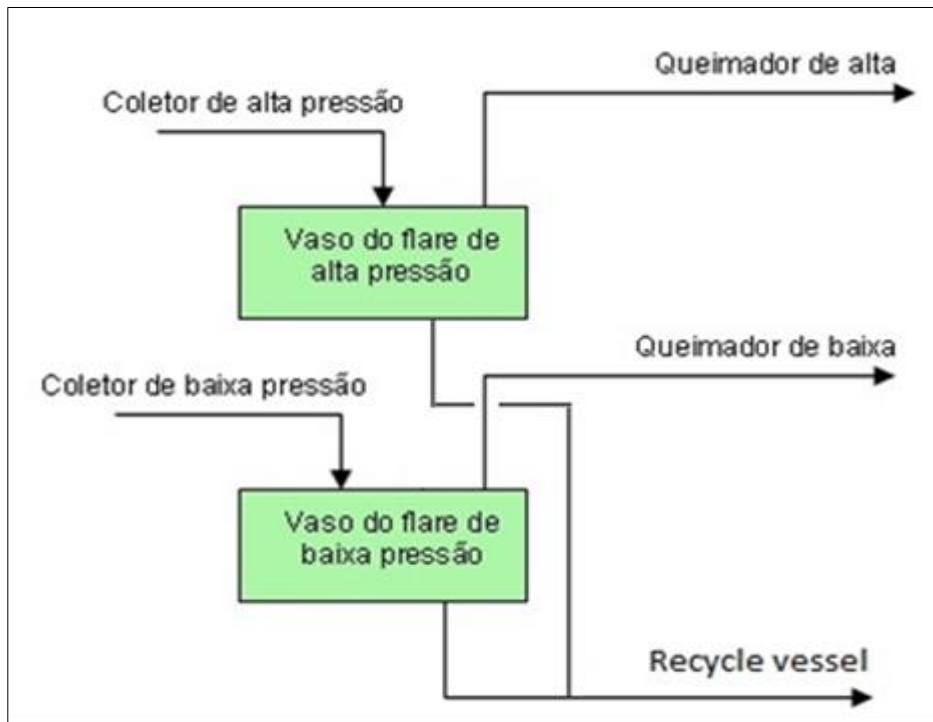 Queimador de alta
Coletor de alta pressão
Vaso do flare de
alta pressão
Queimador de baixa
Coletor de baixa pressão
Vaso do flare de
baixa pressão
Recycle vessel